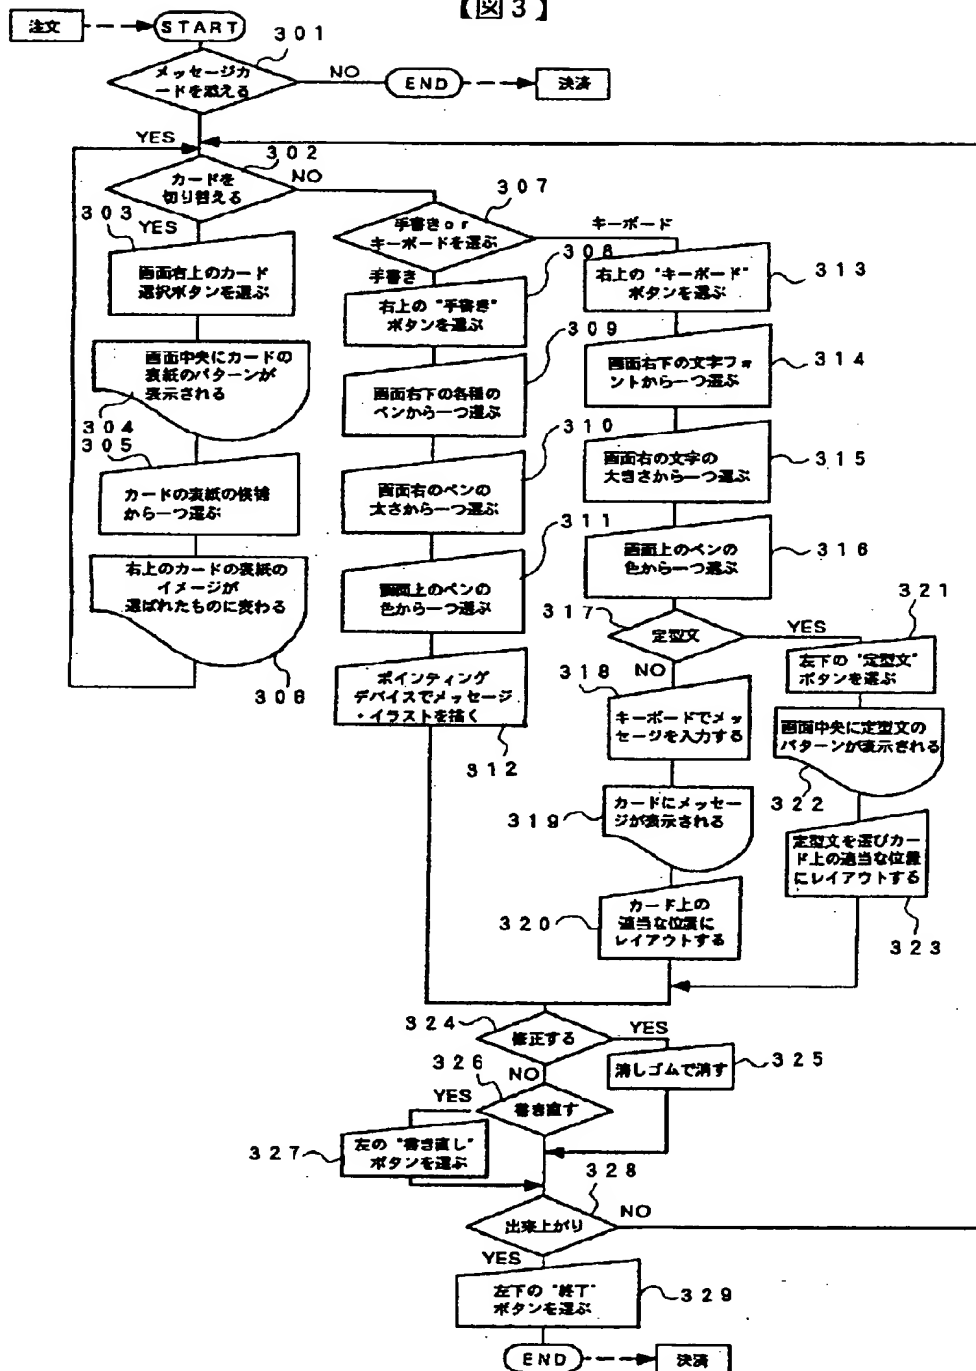 【図3】
注文
START
301
メッセージカ
ードを添える
NO
END
決済
YES
302
カードを
切り替える
NO
307
303
YES
手書きor
キーボードを選ぶ
キーボード
手書き
308
画面右上のカード
選択ボタンを選ぶ
右上の"手書き"
ボタンを選ぶ
右上の"キーボード"
ボタンを選ぶ
313
309
画面中央にカードの
表紙のパターンが
表示される
画面右下の各種の
ペンから一つ選ぶ
画面右下の文字フォ
ントから一つ選ぶ
314
304
305
310
カードの表紙の候補
から一つ選ぶ
画面右のペンの
太さから一つ選ぶ
画面右の文字の
大きさから一つ選ぶ
315
311
右上のカードの表紙の
イメージが
選ばれたものに変わる
画面上のペンの
色から一つ選ぶ
画面上のペンの
色から一つ選ぶ
316
306
317
定型文
YES
321
NO
318
左下の"定型文"
ボタンを選ぶ
ポインティング
デバイスでメッセージ
・イラストを描く
312
キーボードでメッ
セージを入力する
画面中央に定型文の
パターンが表示される
322
319
カードにメッセー
ジが表示される
定型文を選びカー
ド上の適当な位置
にレイアウトする
323
320
カード上の
適当な位置に
レイアウトする
324
修正する
YES
消しゴムで消す
325
326
NO
YES
書き直す
327
左の"書き直し"
ボタンを選ぶ
328
出来上がり
NO
YES
左下の"終了"
ボタンを選ぶ
329
END
決済